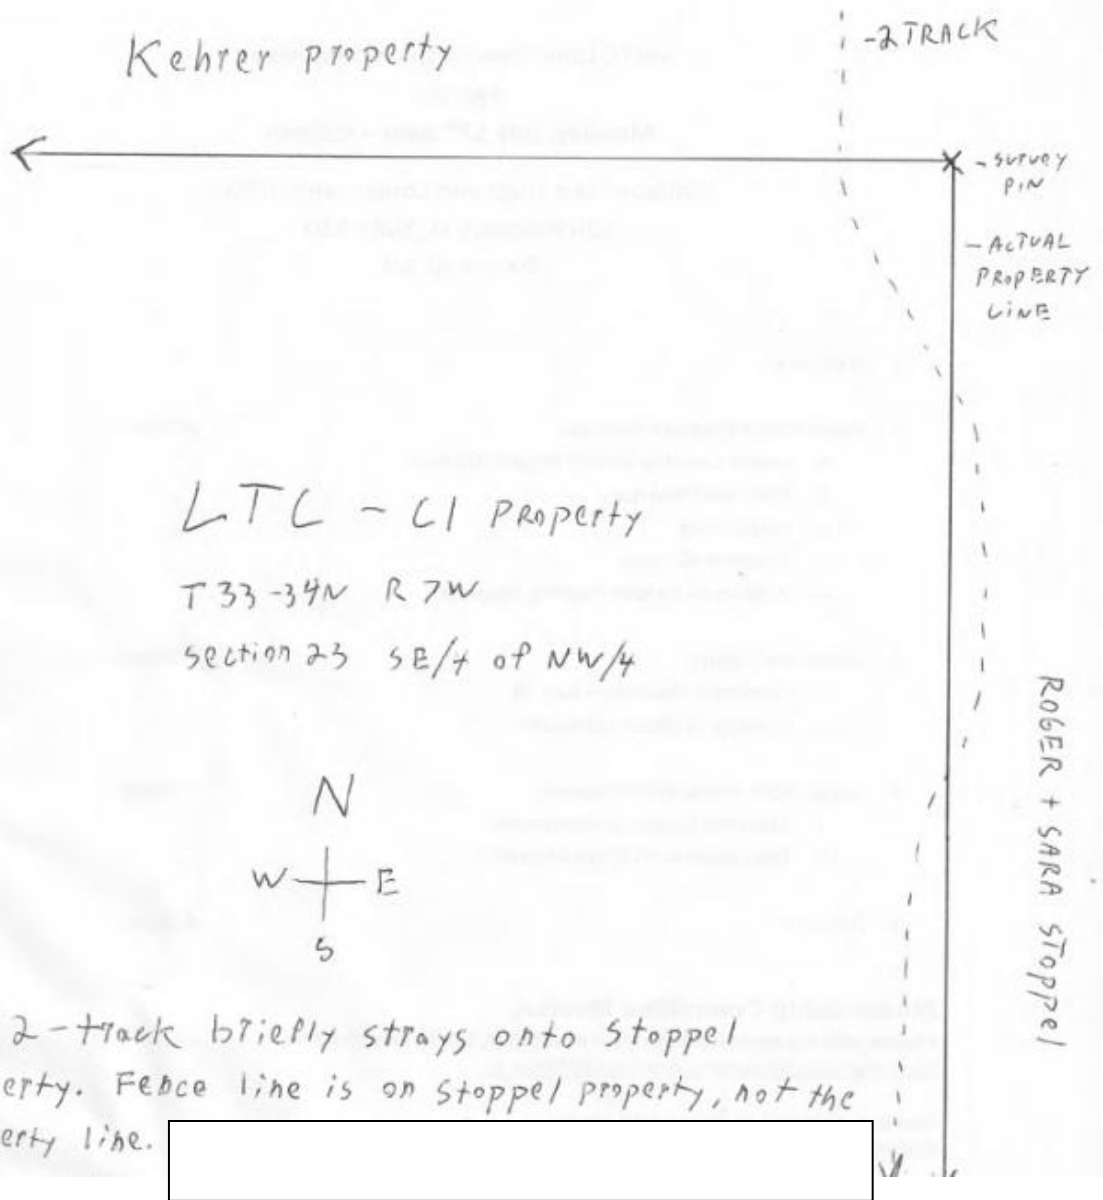 Kehrer property
-2 TRACK
- survey
PIN
- ACTUAL
PROPERTY
LINE
LTC - CI Property
T 33-34N R 7W
section 23 SE/4 of NW/4
N
W E
S
ROGER + SARA STOPPEl
2-track briefly strays onto Stoppel
erty. Fence line is on Stoppel property, not the
erty line.